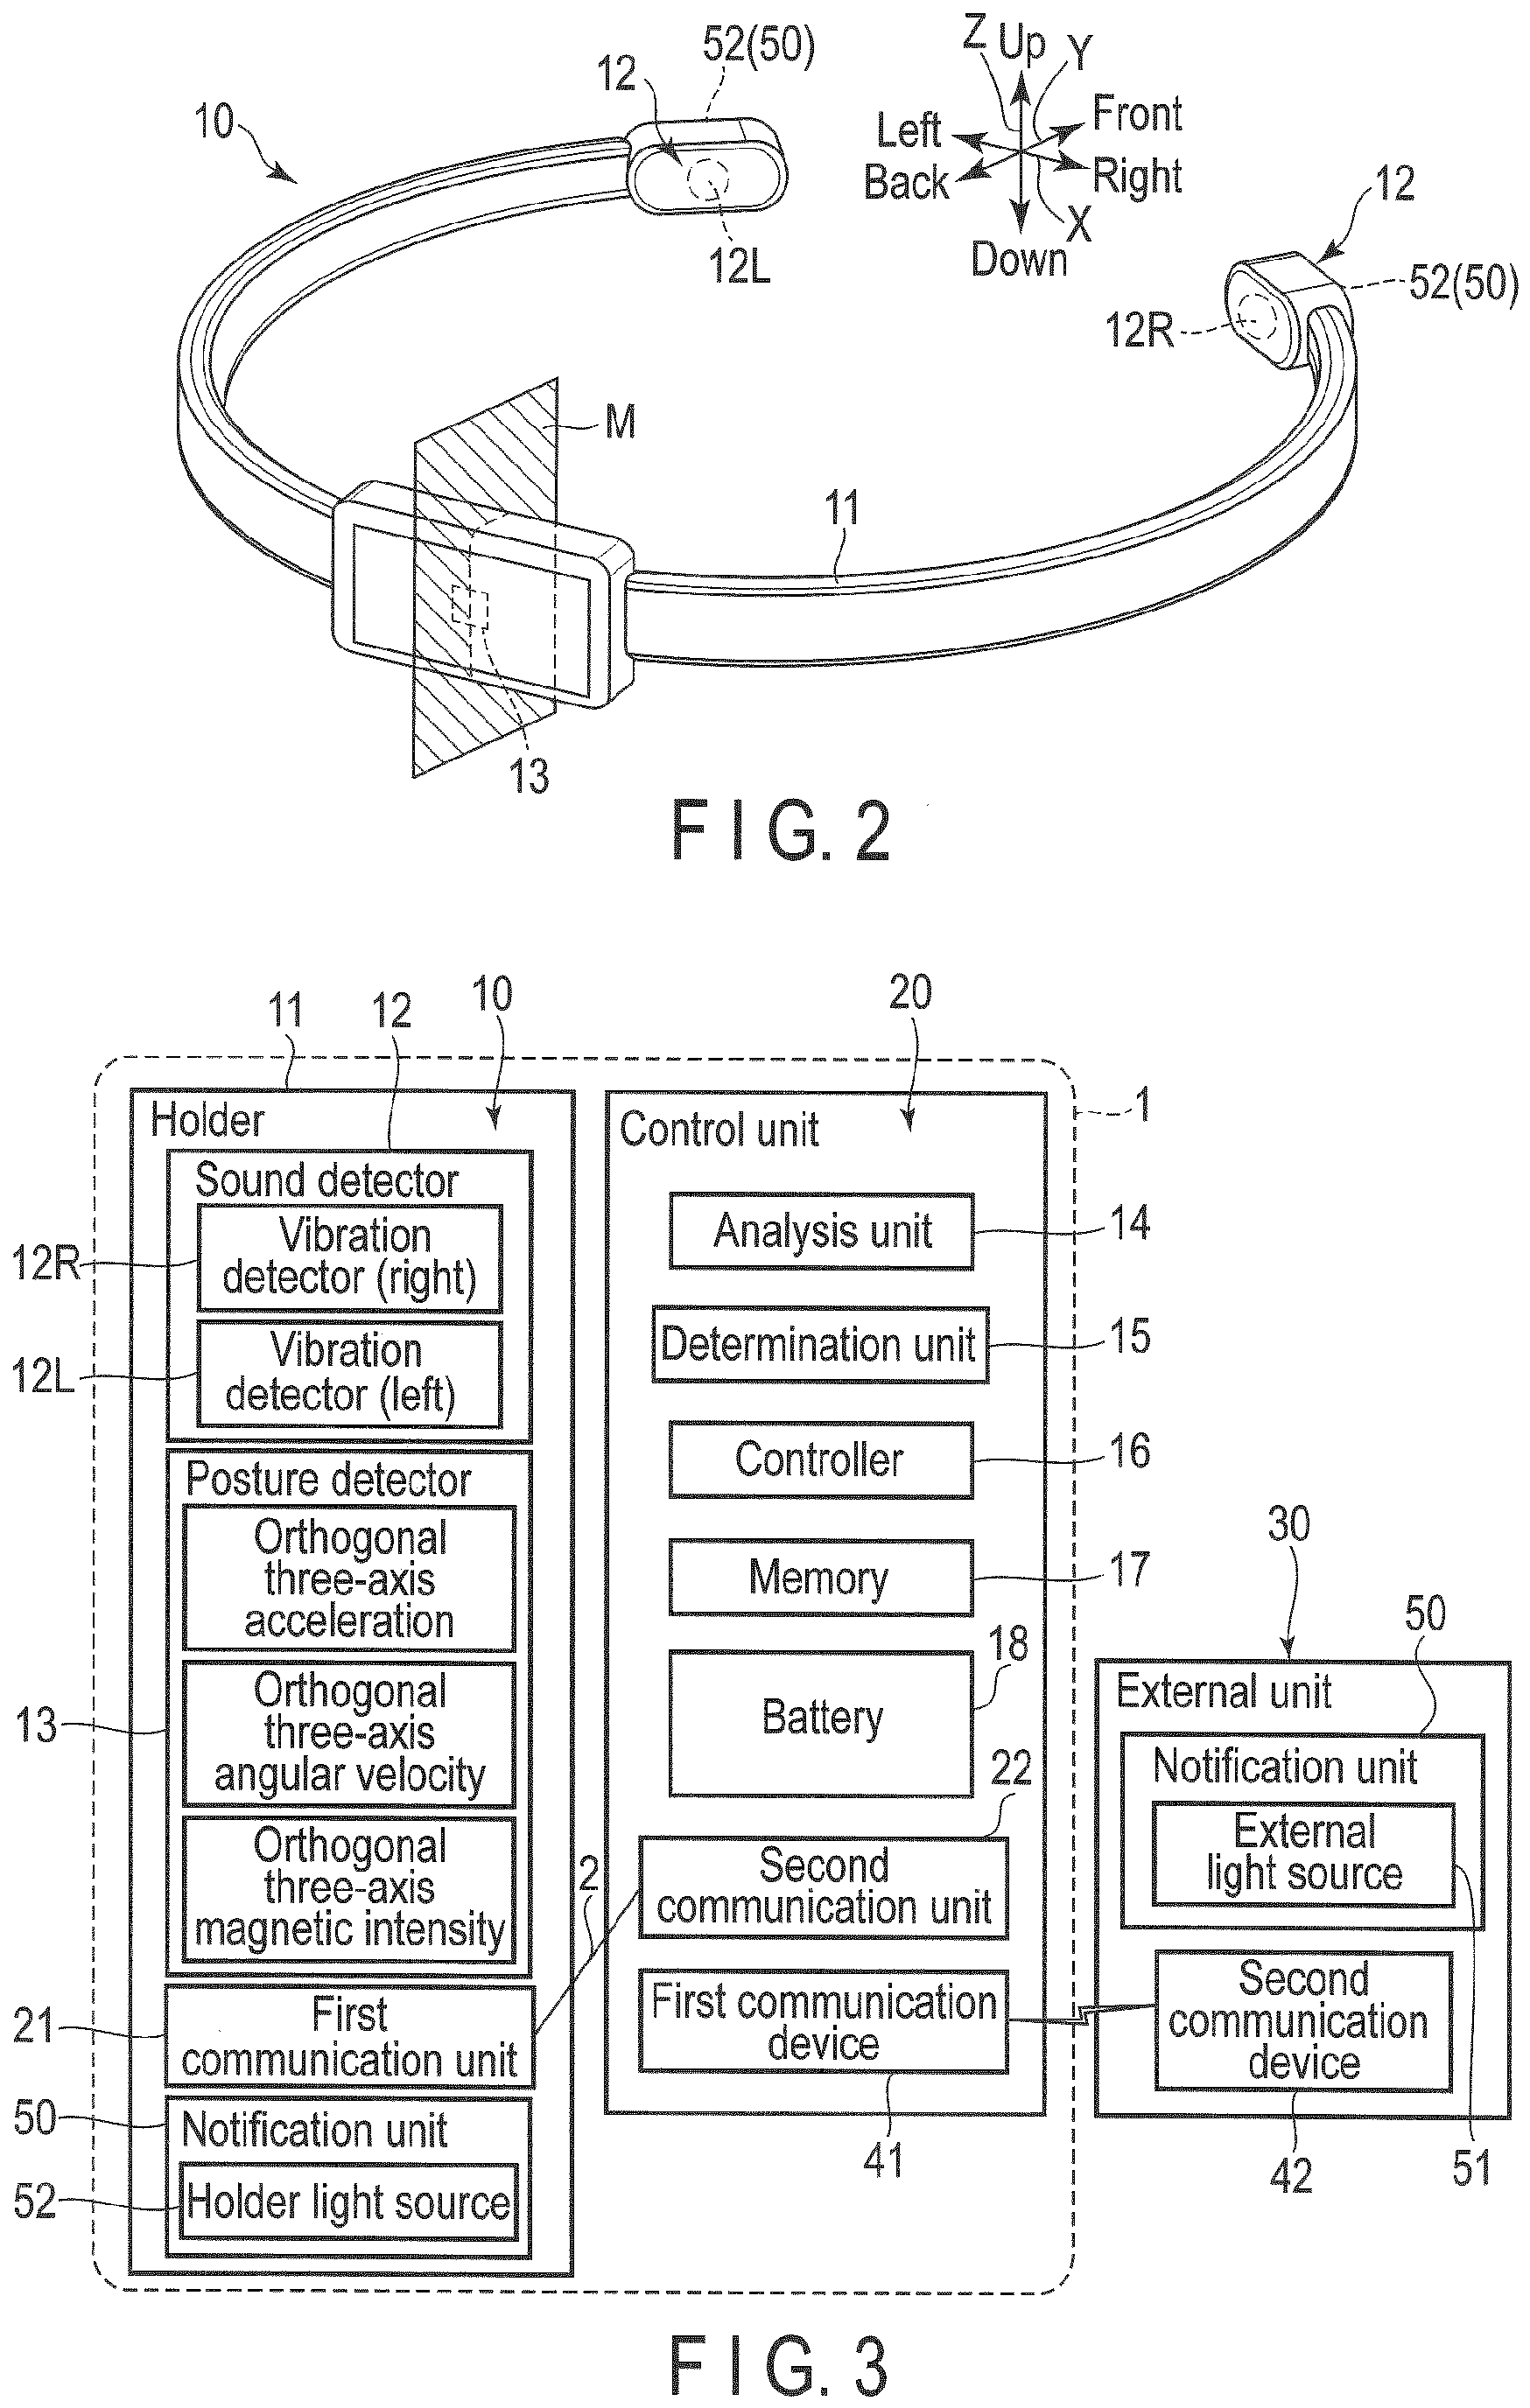 52(50)
Z Up Y
12
10
Left Front
Back Right
12
X
12L
Down
52(50)
12R
M
11
13
FIG. 2
11 12 10 20
1
Holder
Control unit
Sound detector
Vibration
detector (right)
12R
Analysis unit
14
Vibration
detector (left)
12L
Determination unit
15
Posture detector
Controller
16
Orthogonal
three-axis
acceleration
Memory
17
30
50
18
Orthogonal
three-axis
angular velocity
13
Battery
External unit
Notification unit
22
Orthogonal
three-axis
magnetic intensity
2
Second
communication unit
External
light source
First
communication unit
21
First communication
device
Second
communication
device
50
Notification unit
41
42
51
52
Holder light source
FIG. 3